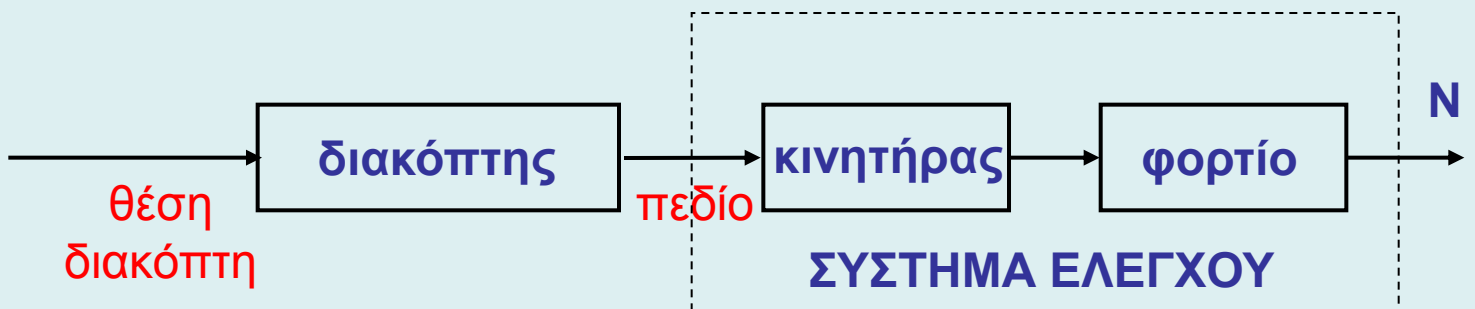 Ν
διακόπτης
κινητήρας
φορτίο
θέση
διακόπτη
πεδίο
ΣΥΣΤΗΜΑ ΕΛΕΓΧΟΥ